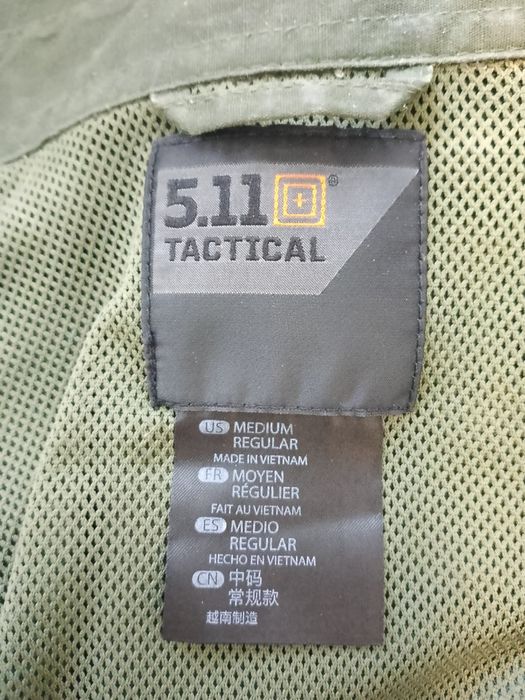 5.11®
TACTICAL
US MEDIUM
REGULAR
MADE IN VIETNAM
FR MOYEN
RÉGULIER
FAIT AU VIETNAM
ES MEDIO
REGULAR
HECHO EN VIETNAM
CN 中码
常规款
越南制造